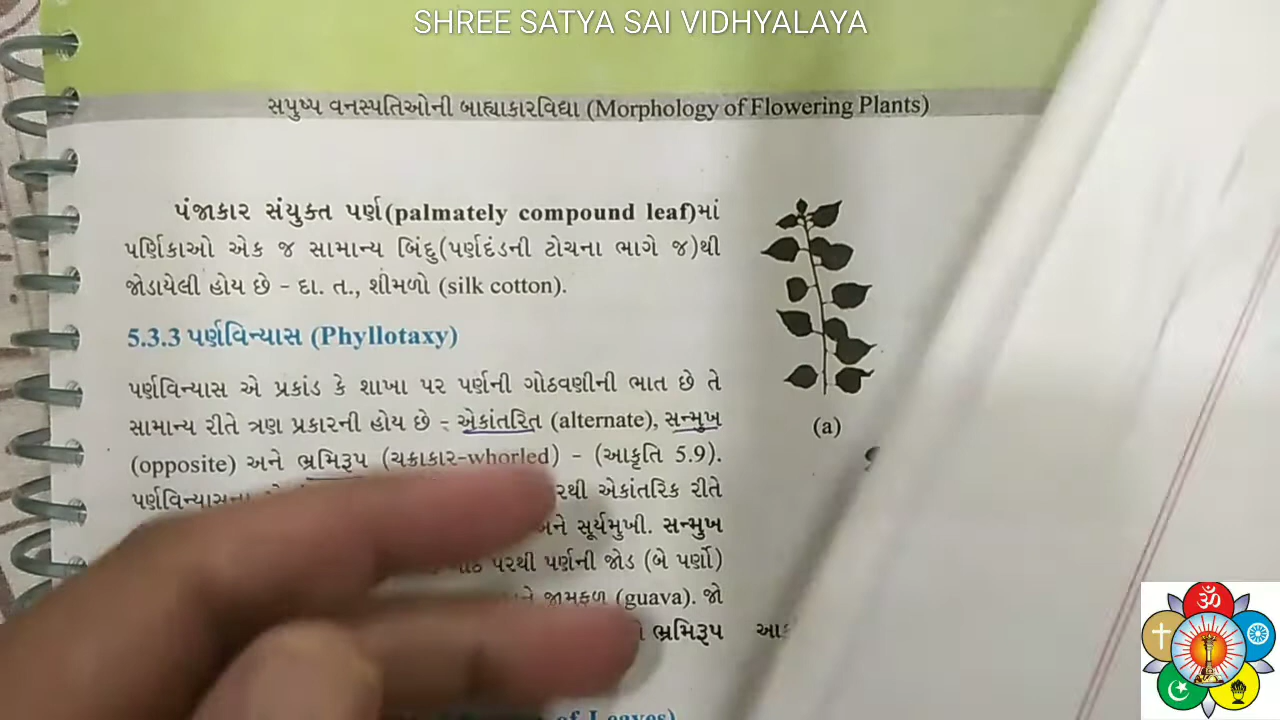 SHREE SATYA SAI VIDHYALAYA
સપુષ્પ વનસ્પતિઓની બાહ્યાકારવિદ્યા (Morphology of Flowering Plants)
પંજાકાર સંયુક્ત પર્ણ(palmately compound leaf)માં
પર્ણિકાઓ એક જ સામાન્ય બિંદુ(પર્ણદંડની ટોચના ભાગે જ)થી
જોડાયેલી હોય છે – દા. ત., શીમળો (silk cotton).
5.3.3 પર્ણવિન્યાસ (Phyllotaxy)
પર્ણવિન્યાસ એ પ્રકાંડ કે શાખા પર પર્ણની ગોઠવણીની ભાત છે તે
સામાન્ય રીતે ત્રણ પ્રકારની હોય છે – એકાંતરિત (alternate), સન્મુખ
(opposite) અને ભ્રમિરૂપ (ચક્રાકાર-whorled) – (આકૃતિ 5.9).
પર્ણવિન્યાસના રથી એકાંતરિક રીતે
અને સૂર્યમુખી. સન્મુખ
પરથી પર્ણની જોડ (બે પર્ણો)
જામફળ (guava). જો
ભ્રમિરૂપ
(a)
of Leaves)
ॐ